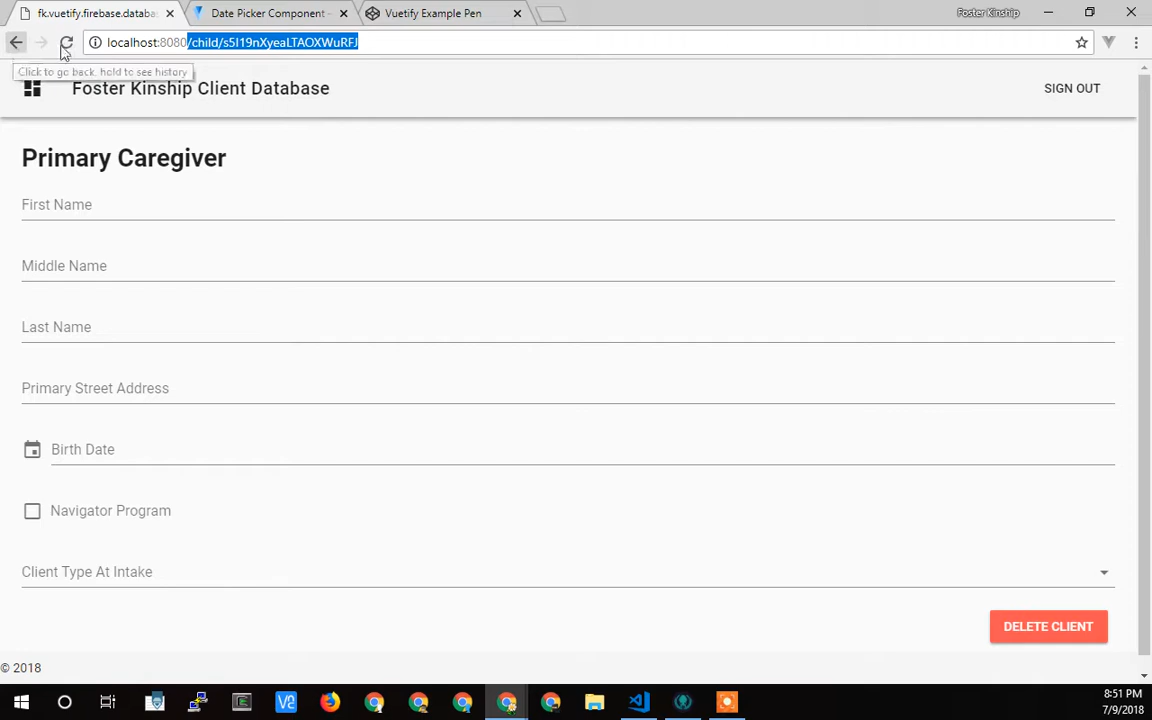 fk.vuetify.firebase.databa
Date Picker Component -
Vuetify Example Pen
Foster Kinship
localhost:8080/child/s5I19nXyeaLTAOXWuRFJ
Click to go back, hold to see history
Foster Kinship Client Database
SIGN OUT
Primary Caregiver
First Name
Middle Name
Last Name
Primary Street Address
Birth Date
Navigator Program
Client Type At Intake
DELETE CLIENT
© 2018
8:51 PM
7/9/2018